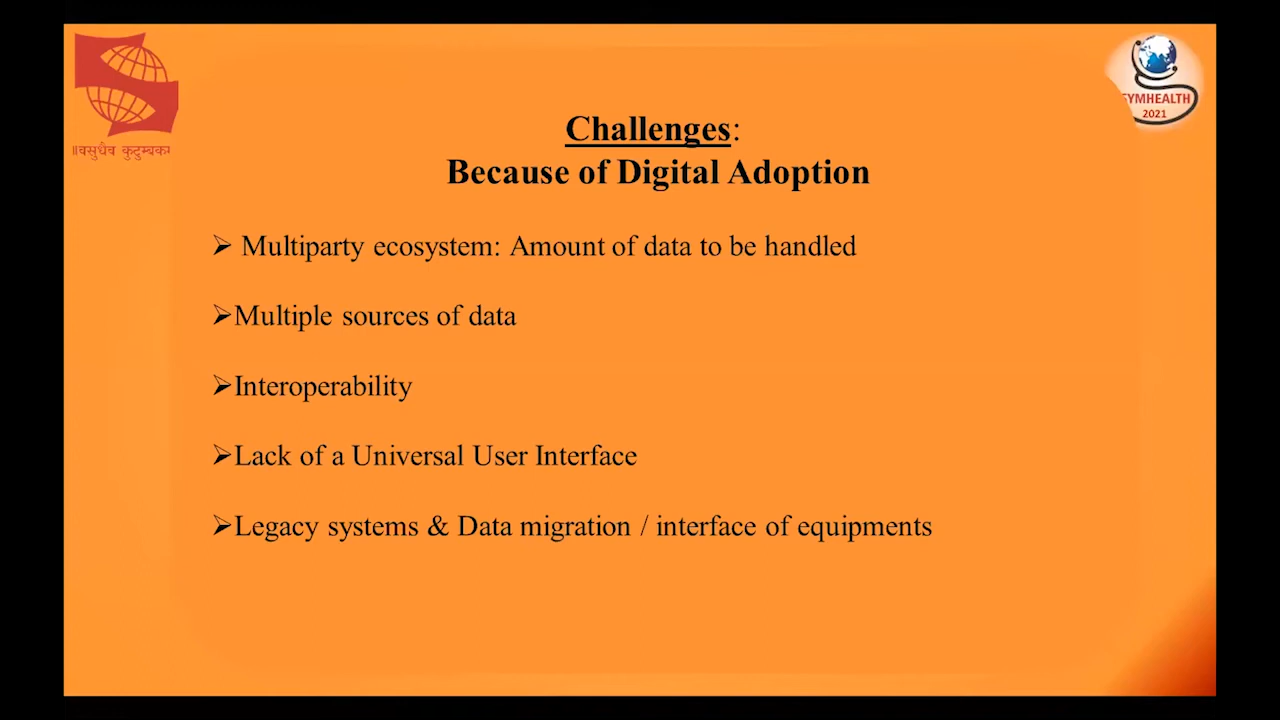 ॥वसुधैव कुटुम्बकम
SYMHEALTH
2021
Challenges:
Because of Digital Adoption
➢ Multiparty ecosystem: Amount of data to be handled
➢Multiple sources of data
➢Interoperability
➢Lack of a Universal User Interface
➢Legacy systems & Data migration / interface of equipments